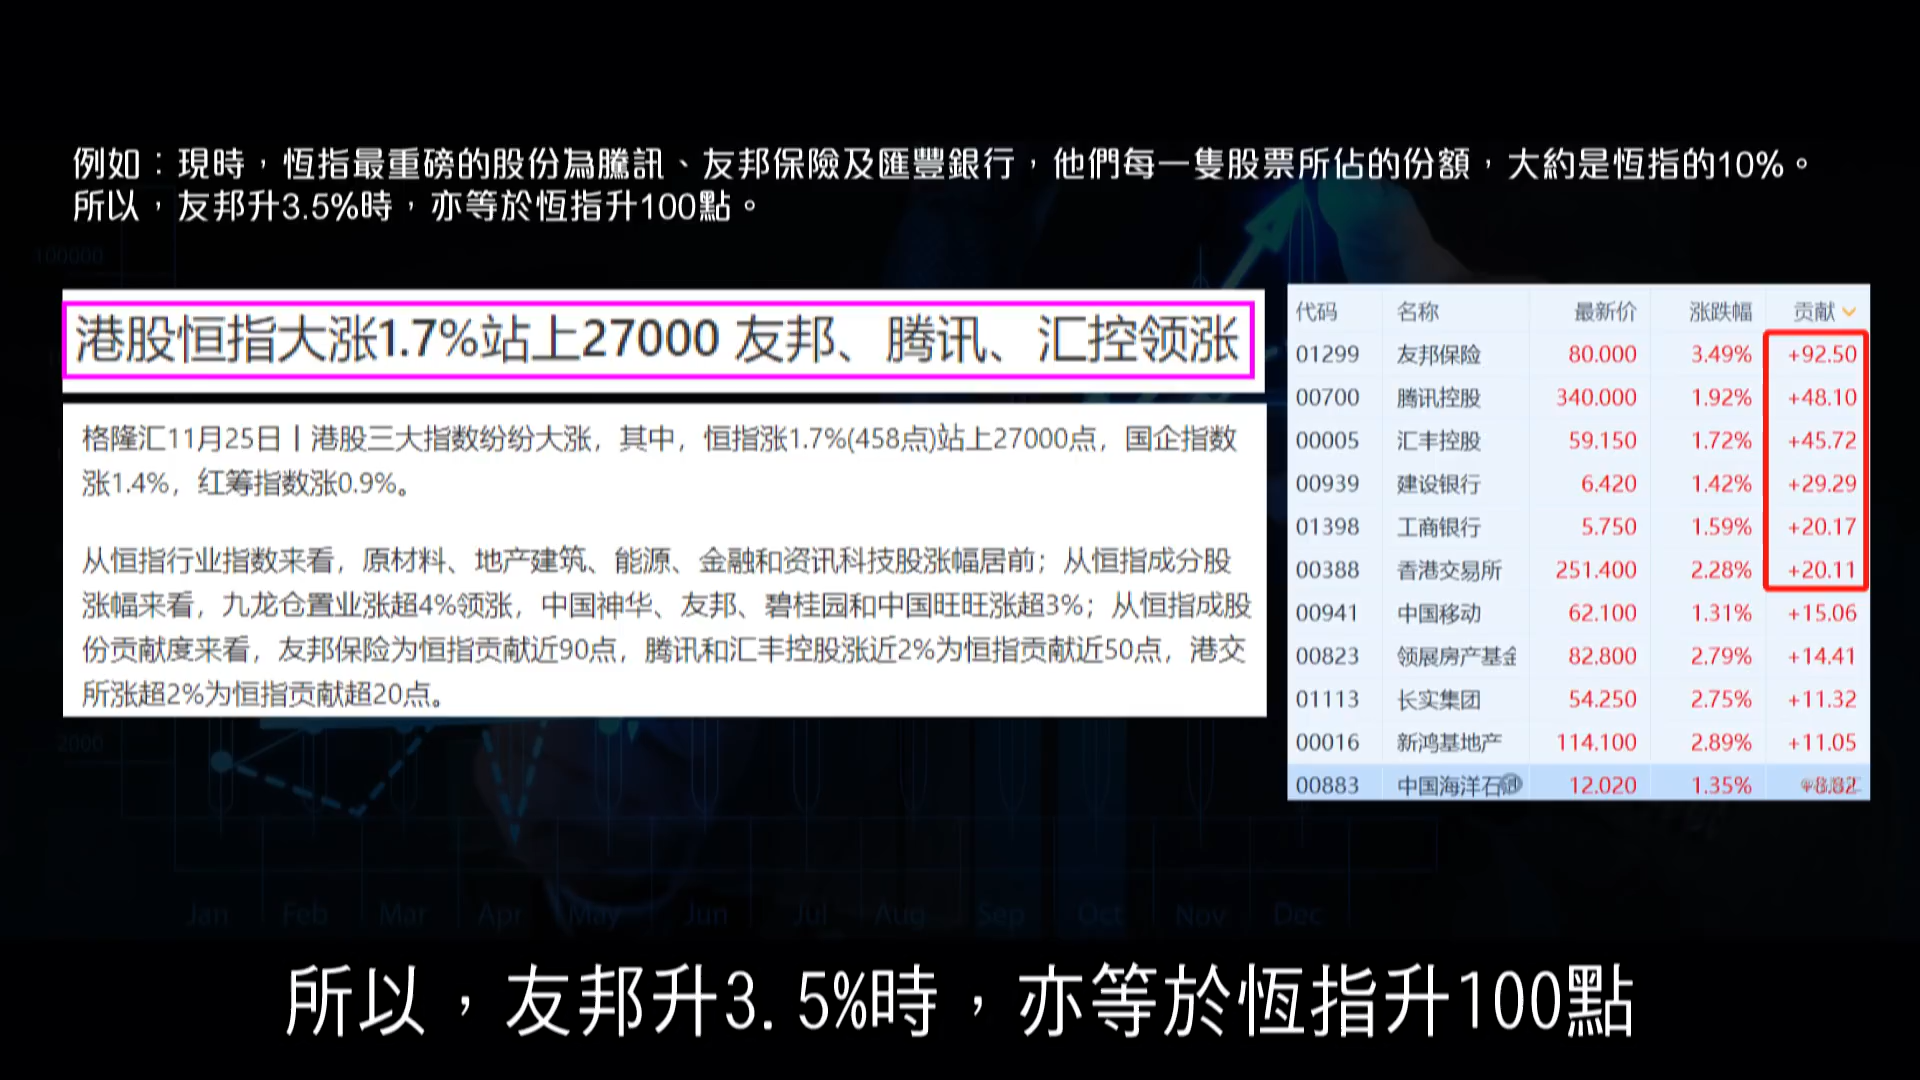 例如：現時，恆指最重磅的股份為騰訊、友邦保險及匯豐銀行，他們每一隻股票所佔的份額，大約是恆指的10%。
所以，友邦升3.5%時，亦等於恆指升100點。
100000
港股恒指大涨1.7%站上27000 友邦、腾讯、汇控领涨
格隆汇11月25日丨港股三大指数纷纷大涨，其中，恒指涨1.7%(458点)站上27000点，国企指数
涨1.4%，红筹指数涨0.9%。
从恒指行业指数来看，原材料、地产建筑、能源、金融和资讯科技股涨幅居前；从恒指成分股
涨幅来看，九龙仓置业涨超4%领涨，中国神华、友邦、碧桂园和中国旺旺涨超3%；从恒指成股
份贡献度来看，友邦保险为恒指贡献近90点，腾讯和汇丰控股涨近2%为恒指贡献近50点，港交
所涨超2%为恒指贡献超20点。
代码 名称 最新价 涨跌幅 贡献
01299 友邦保险 80.000 3.49% +92.50
00700 腾讯控股 340.000 1.92% +48.10
00005 汇丰控股 59.150 1.72% +45.72
00939 建设银行 6.420 1.42% +29.29
01398 工商银行 5.750 1.59% +20.17
00388 香港交易所 251.400 2.28% +20.11
00941 中国移动 62.100 1.31% +15.06
00823 领展房产基金 82.800 2.79% +14.41
01113 长实集团 54.250 2.75% +11.32
00016 新鸿基地产 114.100 2.89% +11.05
00883 中国海洋石油 12.020 1.35% +8.82
2000
Jan Feb Mar Apr May Jun Jul Aug Sep Oct Nov Dec
所以，友邦升3.5%時，亦等於恆指升100點